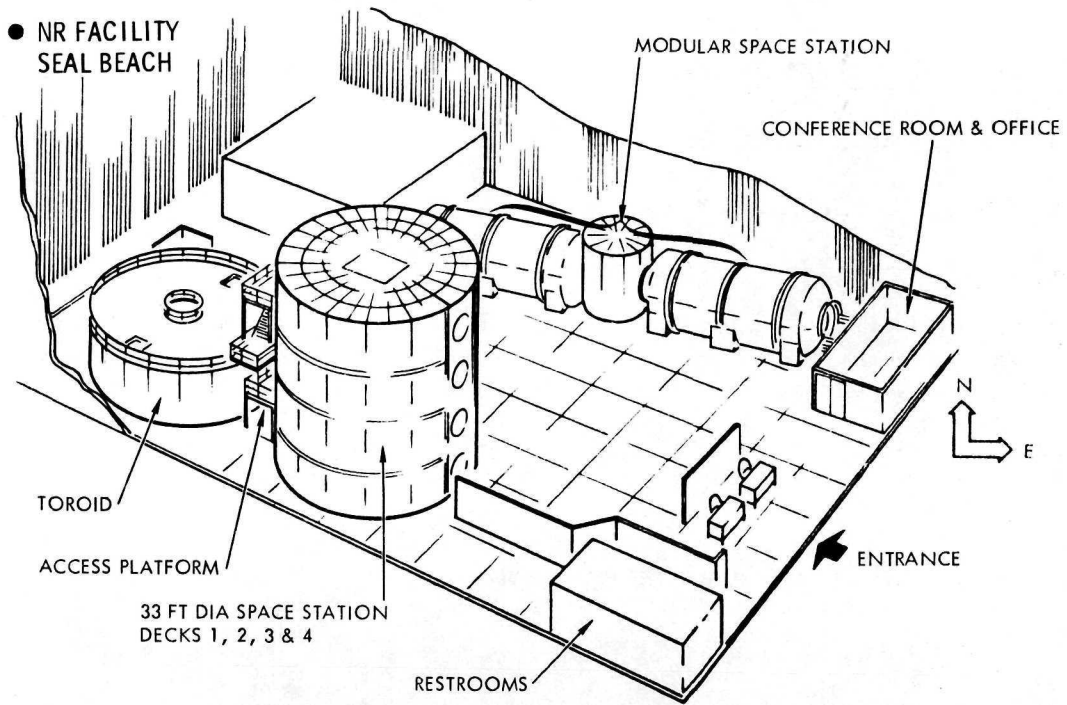 ● NR FACILITY
SEAL BEACH
MODULAR SPACE STATION
CONFERENCE ROOM & OFFICE
N
E
TOROID
ACCESS PLATFORM
ENTRANCE
33 FT DIA SPACE STATION
DECKS 1, 2, 3 & 4
RESTROOMS